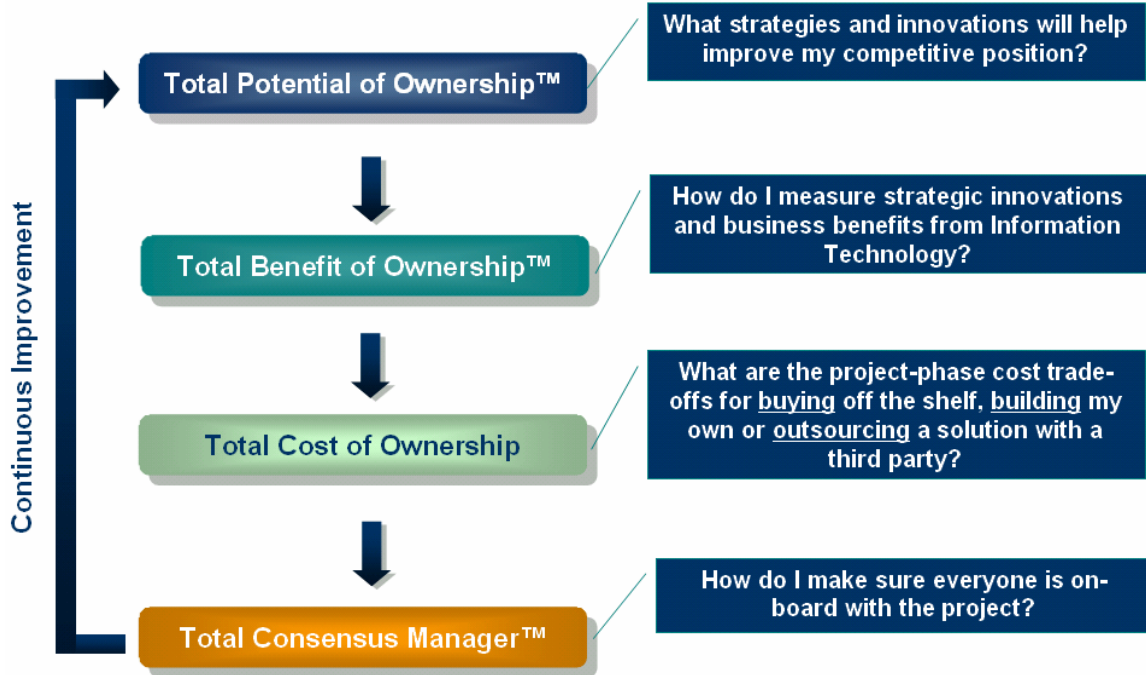 What strategies and innovations will help
improve my competitive position?
Total Potential of Ownership™
How do I measure strategic innovations
and business benefits from Information
Technology?
Total Benefit of Ownership™
What are the project-phase cost trade-
offs for buying off the shelf, building my
own or outsourcing a solution with a
third party?
Total Cost of Ownership
How do I make sure everyone is on-
board with the project?
Total Consensus Manager™
Continuous Improvement